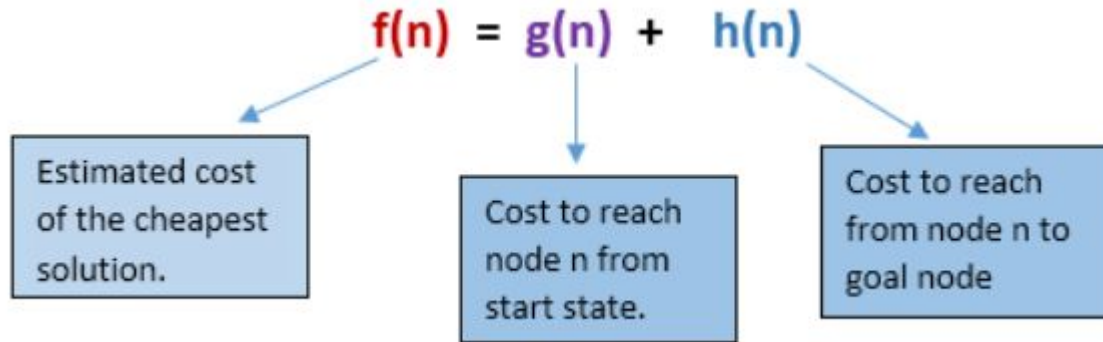 f(n) = g(n) + h(n)
Estimated cost
of the cheapest
solution.
Cost to reach
node n from
start state.
Cost to reach
from node n to
goal node